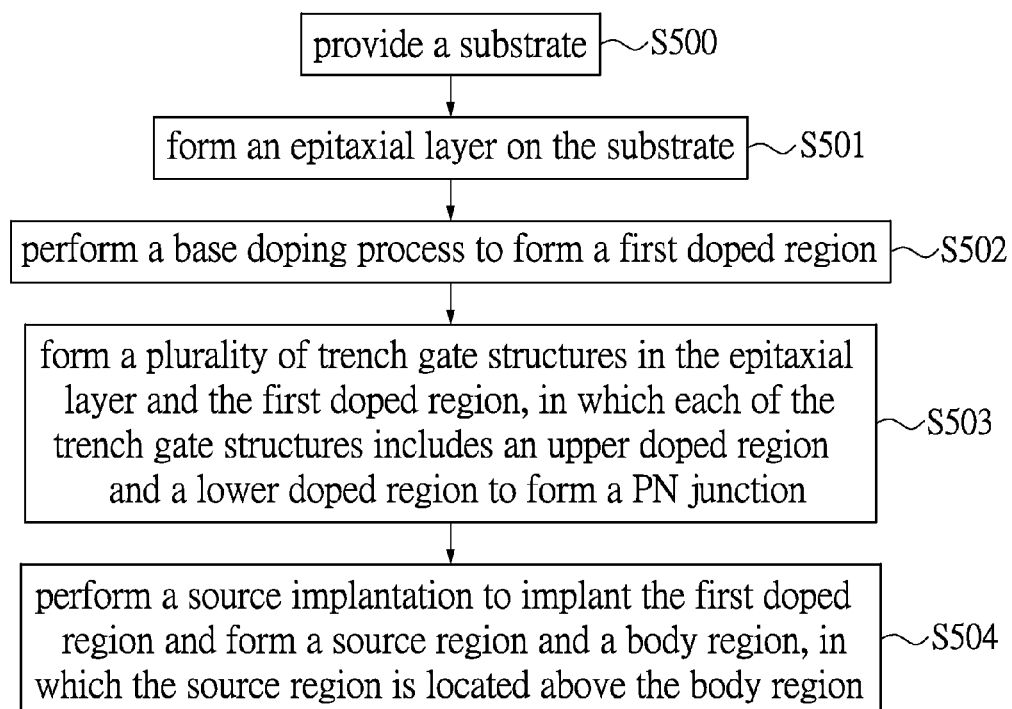 provide a substrate
S500
form an epitaxial layer on the substrate
S501
perform a base doping process to form a first doped region
S502
form a plurality of trench gate structures in the epitaxial
layer and the first doped region, in which each of the
trench gate structures includes an upper doped region
and a lower doped region to form a PN junction
S503
perform a source implantation to implant the first doped
region and form a source region and a body region, in
which the source region is located above the body region
S504